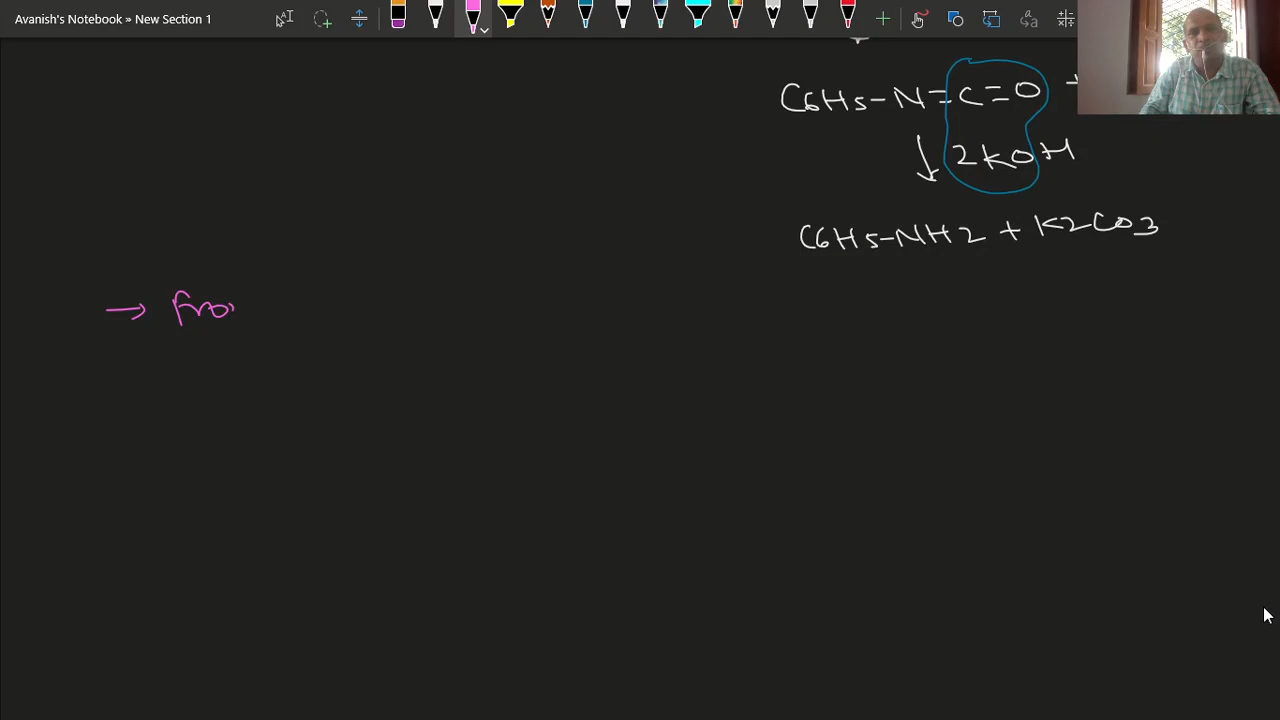 Avanish's Notebook » New Section 1
C6H5-N=C=O +
↓ 2KOH
C6H5-NH2 + K2CO3
→ Fro